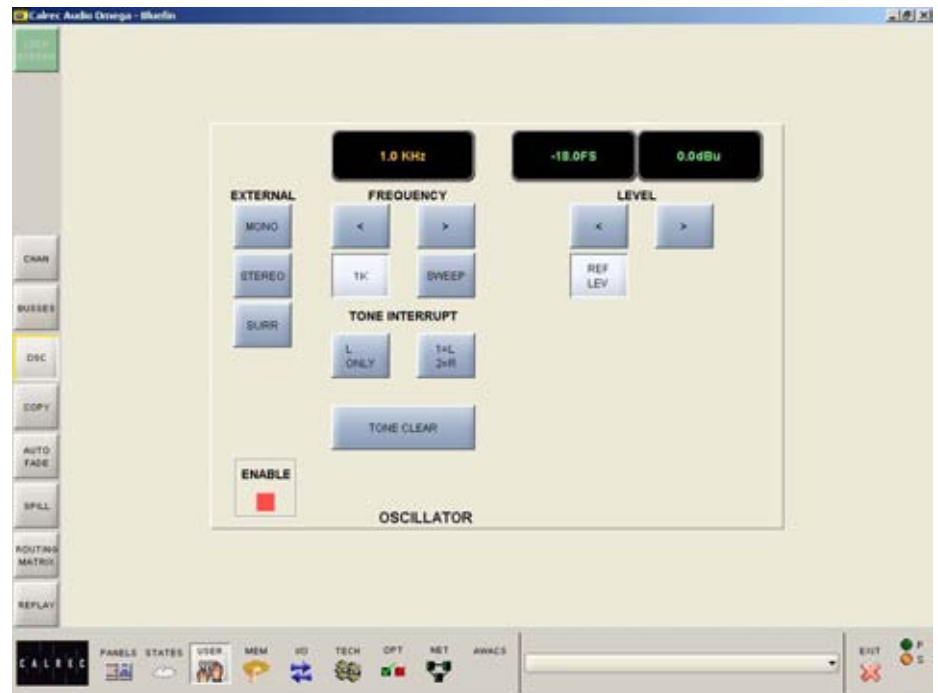 Calrec Audio Omega - Bluefin
1.0 KHz
-18.0FS
0.0dBu
EXTERNAL
FREQUENCY
LEVEL
MONO
<
>
<
>
STEREO
1K
SWEEP
REF
LEV
SURR
TONE INTERRUPT
L
ONLY
1=L
2=R
TONE CLEAR
ENABLE
OSCILLATOR
CHAN
BUSSES
OSC
COPY
AUTO
FADE
SPILL
ROUTING
MATRIX
REPLAY
CALREC
PANELS
STATES
USER
MEM
I/O
TECH
OPT
NET
AWACS
EXIT
P
S